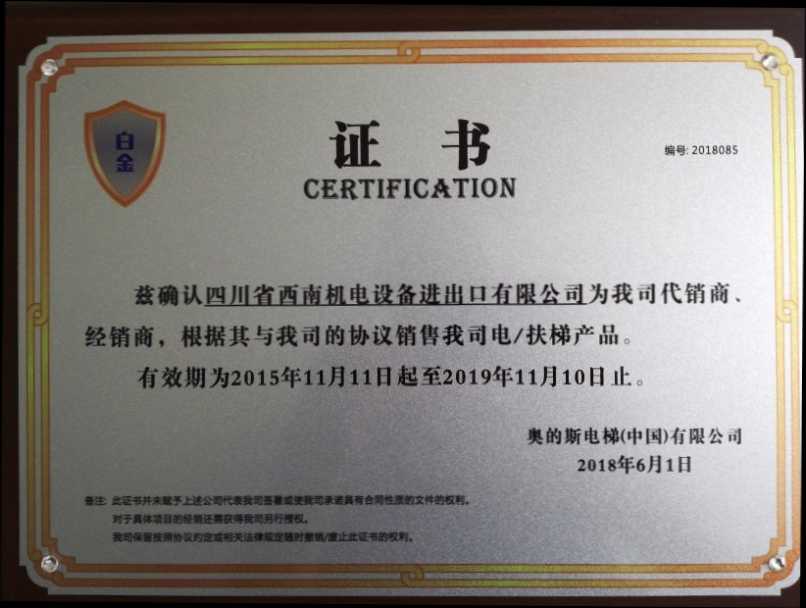 白金
证 书
编号: 2018085
CERTIFICATION
兹确认四川省西南机电设备进出口有限公司为我司代销商、
经销商，根据其与我司的协议销售我司电/扶梯产品。
有效期为2015年11月11日起至2019年11月10日止。
奥的斯电梯(中国)有限公司
2018年6月1日
备注: 此证书并未赋予上述公司代表我司签署或使我司承诺具有合同性质的文件的权利。
对于具体项目的经销还需获得我司另行授权。
我司保留按照协议约定或相关法律规定随时撤销/废止此证书的权利。